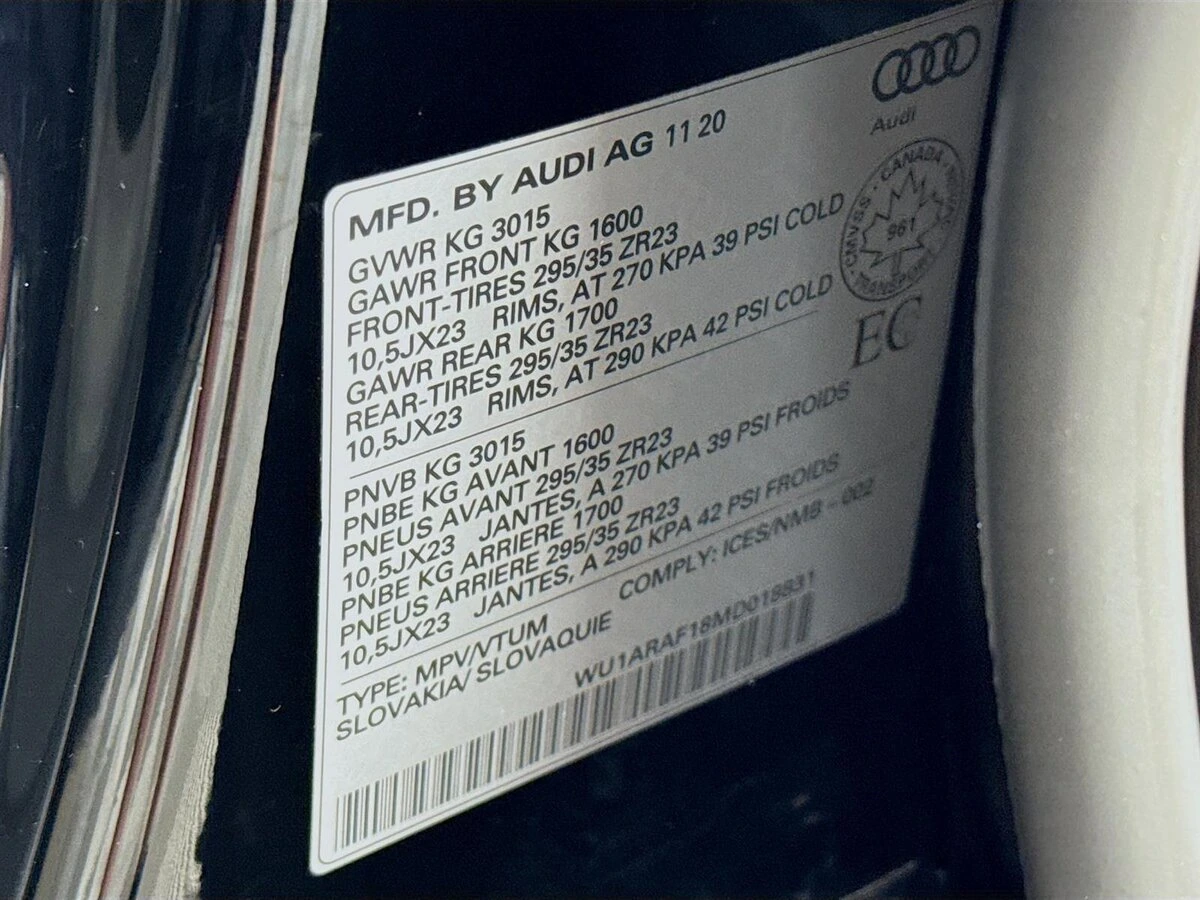 Audi
MFD. BY AUDI AG 11 20
GVWR KG 3015
GAWR FRONT KG 1600
FRONT-TIRES 295/35 ZR23
10,5JX23 RIMS, AT 270 KPA 39 PSI COLD
GAWR REAR KG 1700
REAR-TIRES 295/35 ZR23
10,5JX23 RIMS, AT 290 KPA 42 PSI COLD
CMVSS · CANADA ·
961
TRANSPORT
EC
PNVB KG 3015
PNBE KG AVANT 1600
PNEUS AVANT 295/35 ZR23
10,5JX23 JANTES, A 270 KPA 39 PSI FROIDS
PNBE KG ARRIERE 1700
PNEUS ARRIERE 295/35 ZR23
10,5JX23 JANTES, A 290 KPA 42 PSI FROIDS
TYPE: MPV/VTUM COMPLY: ICES/NMB - 002
SLOVAKIA/ SLOVAQUIE
WU1ARAF18MD018831